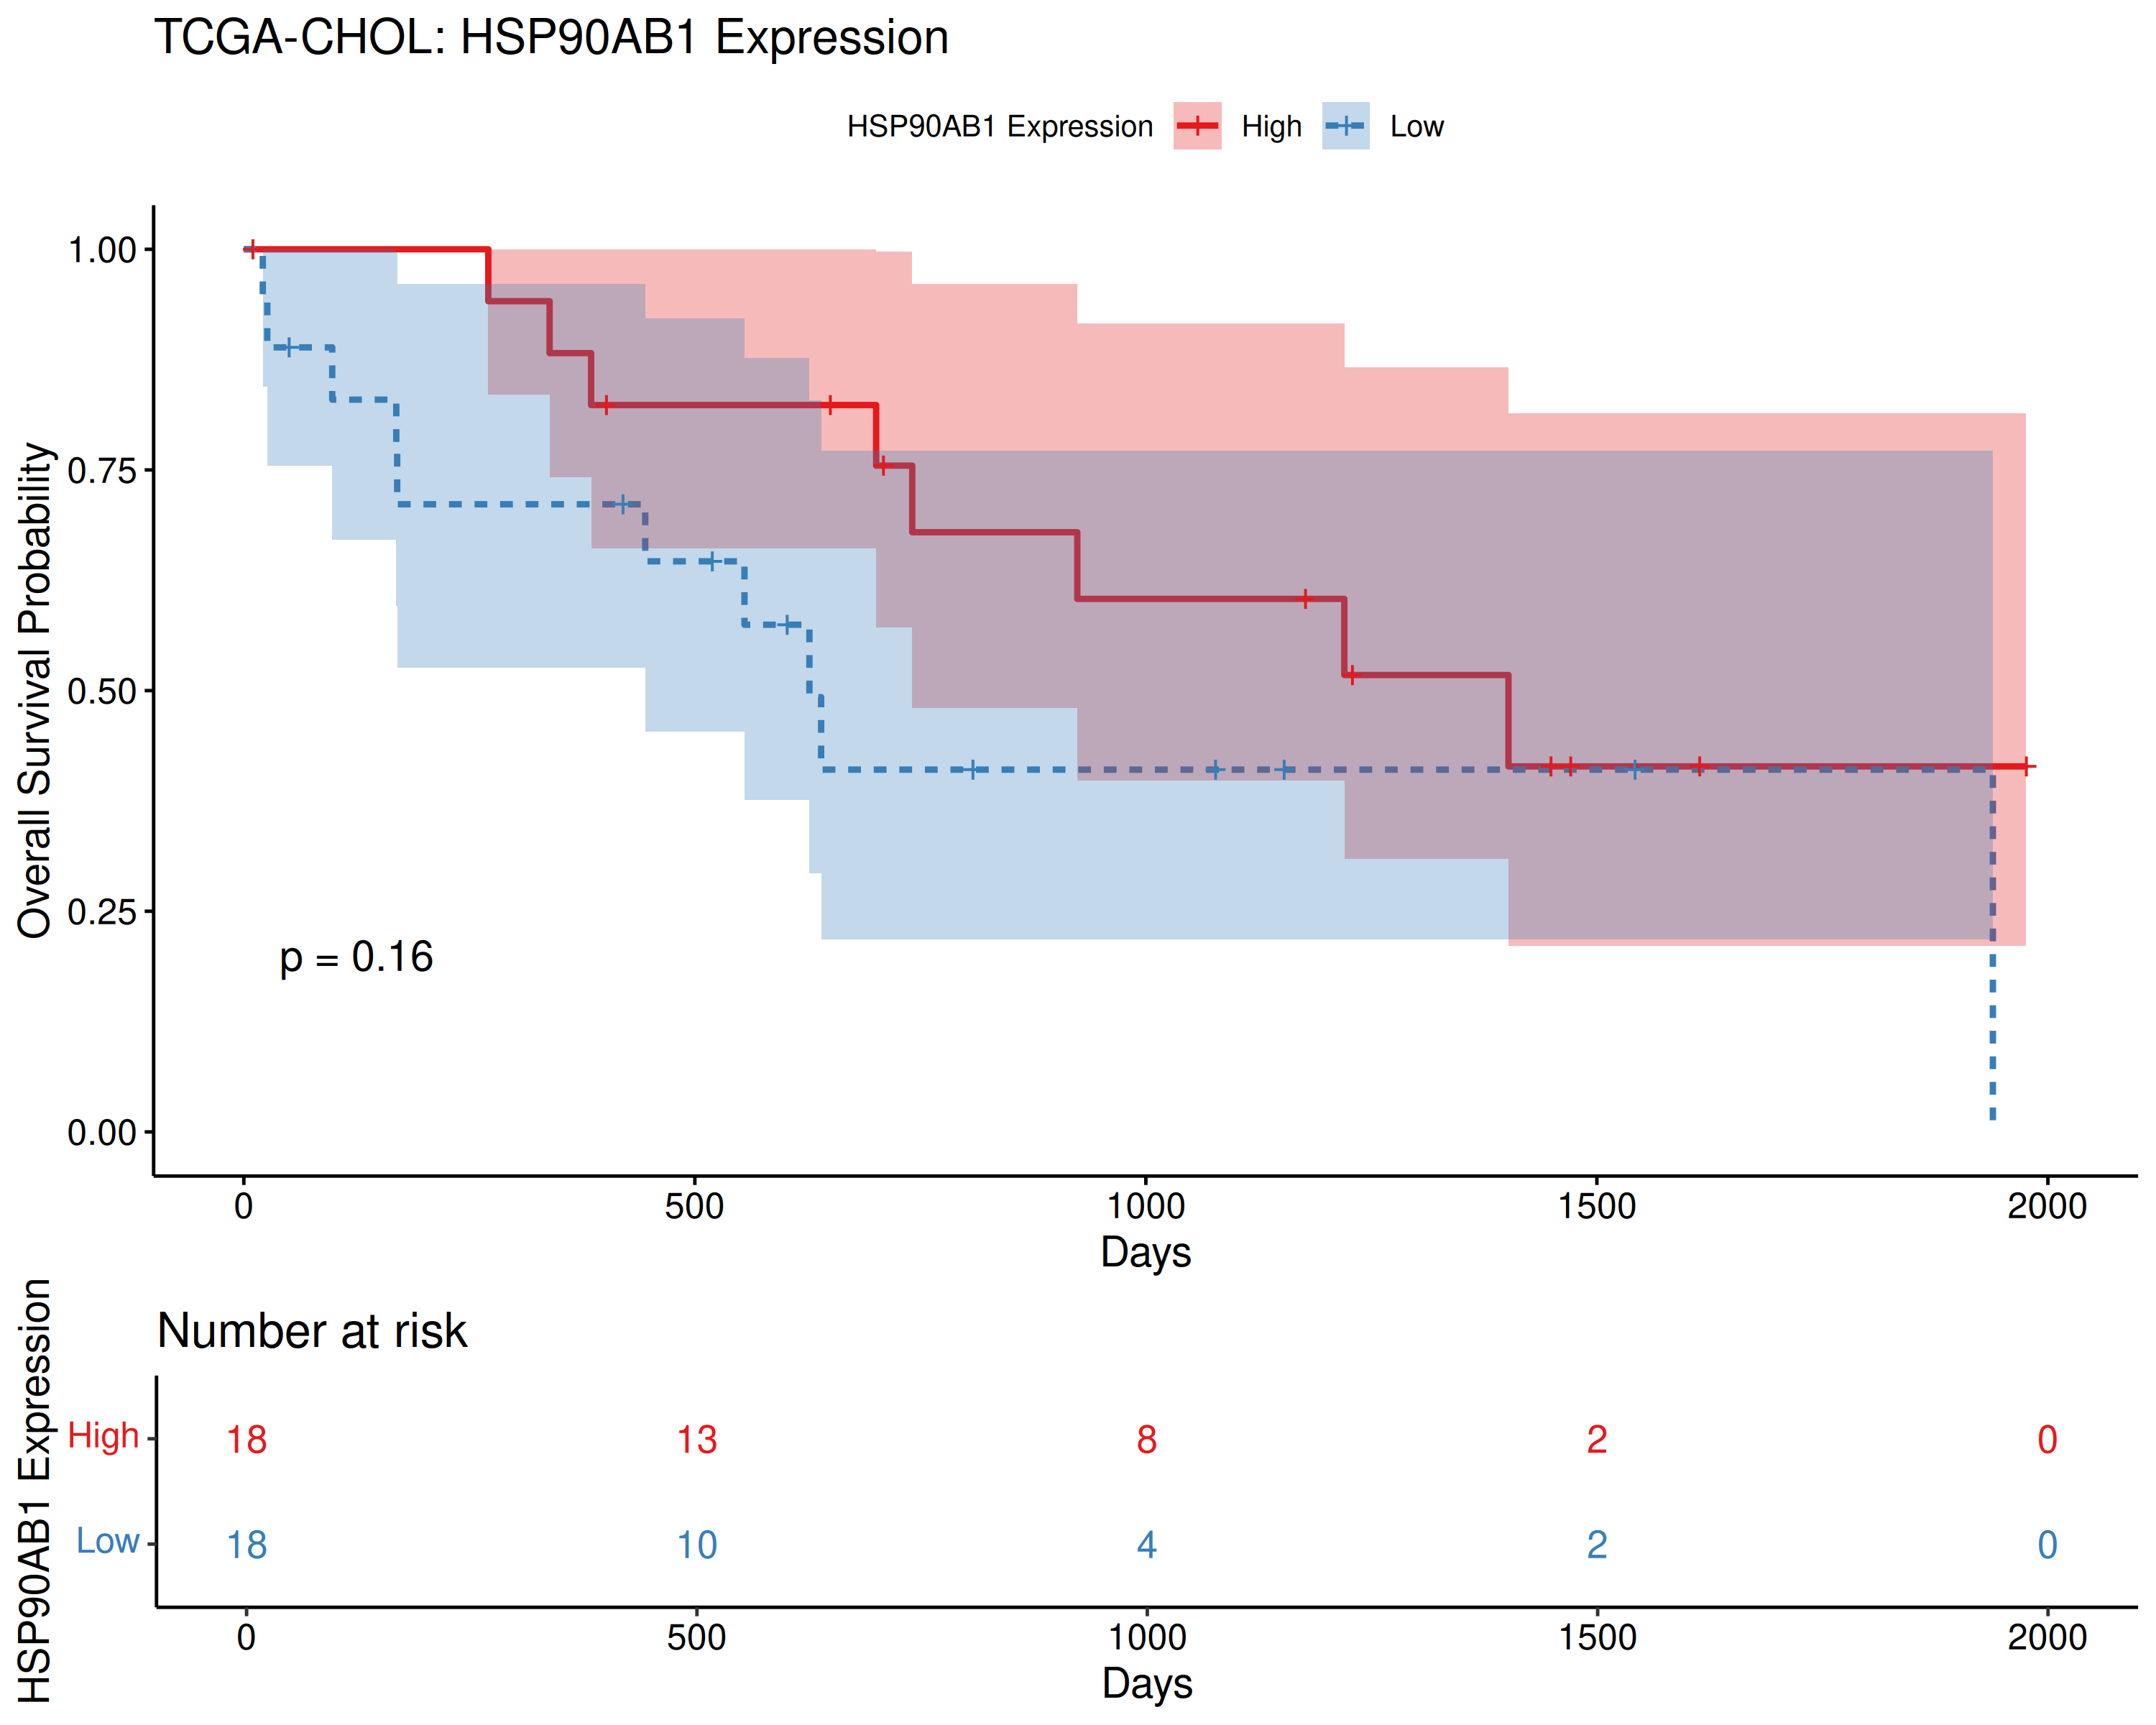 TCGA-CHOL: HSP90AB1 Expression
HSP90AB1 Expression High Low
Overall Survival Probability
1.00
0.75
0.50
0.25
0.00
p = 0.16
0 500 1000 1500 2000
Days
Number at risk
HSP90AB1 Expression
High 18 13 8 2 0
Low 18 10 4 2 0
0 500 1000 1500 2000
Days